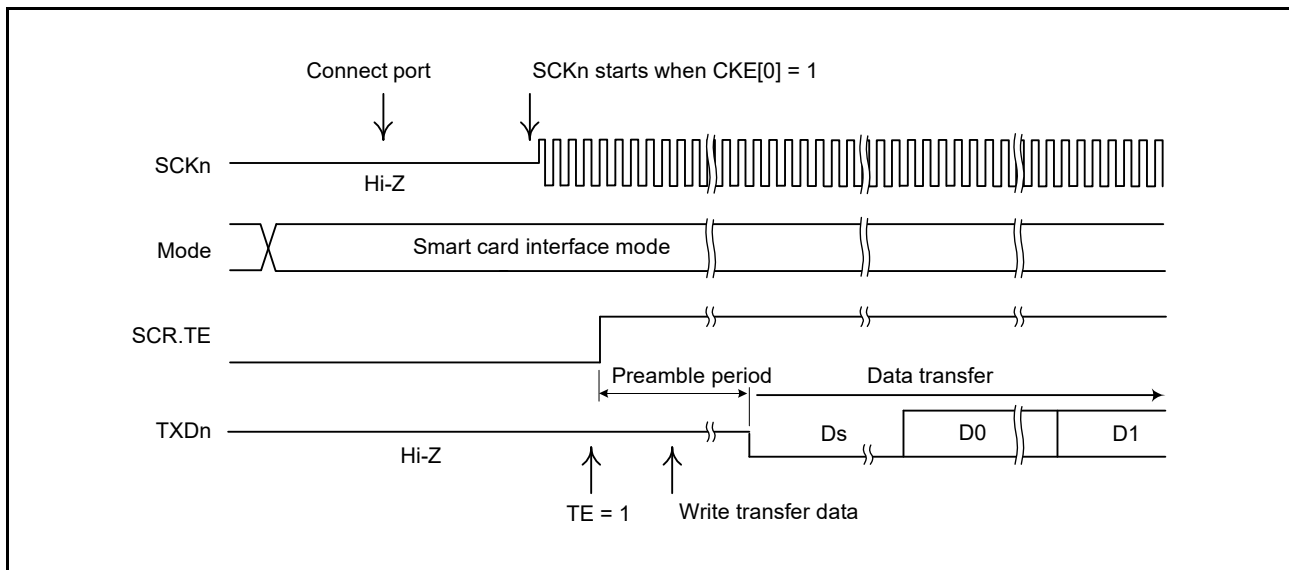 Connect port
SCKn starts when CKE[0] = 1
SCKn
Hi-Z
Mode
Smart card interface mode
SCR.TE
Preamble period
Data transfer
TXDn
Ds
D0
D1
Hi-Z
TE = 1
Write transfer data